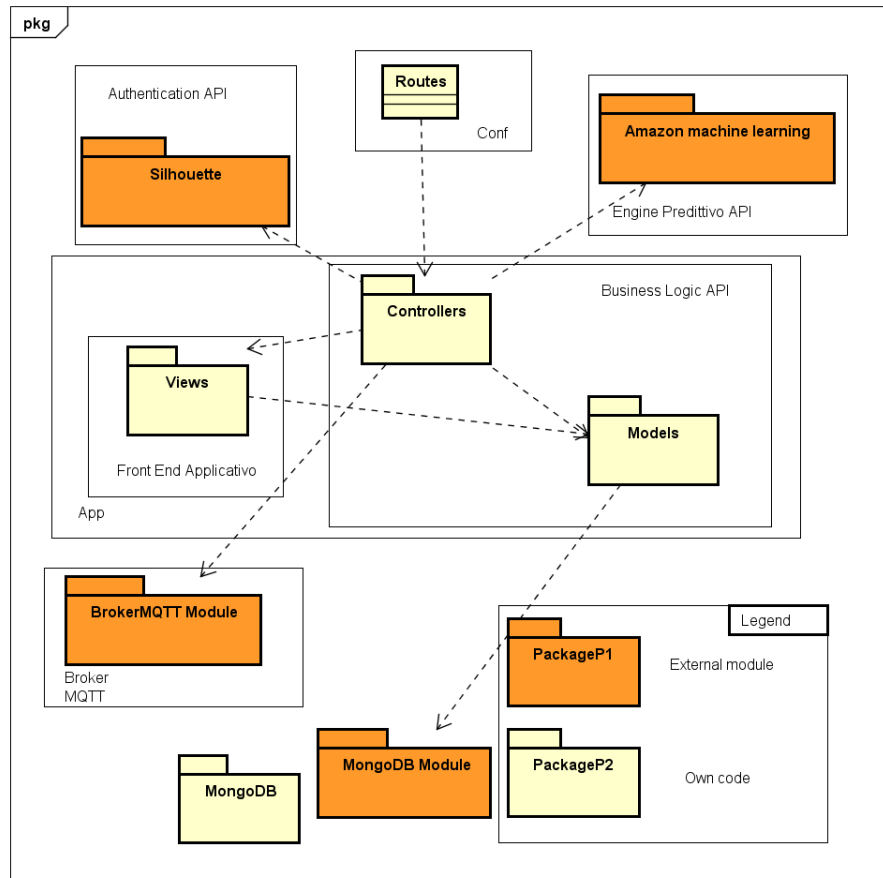 pkg
Authentication API
Silhouette
Routes
Conf
Amazon machine learning
Engine Predittivo API
Business Logic API
Controllers
Views
Models
Front End Applicativo
App
BrokerMQTT Module
Broker
MQTT
Legend
PackageP1
External module
MongoDB Module
MongoDB
PackageP2
Own code